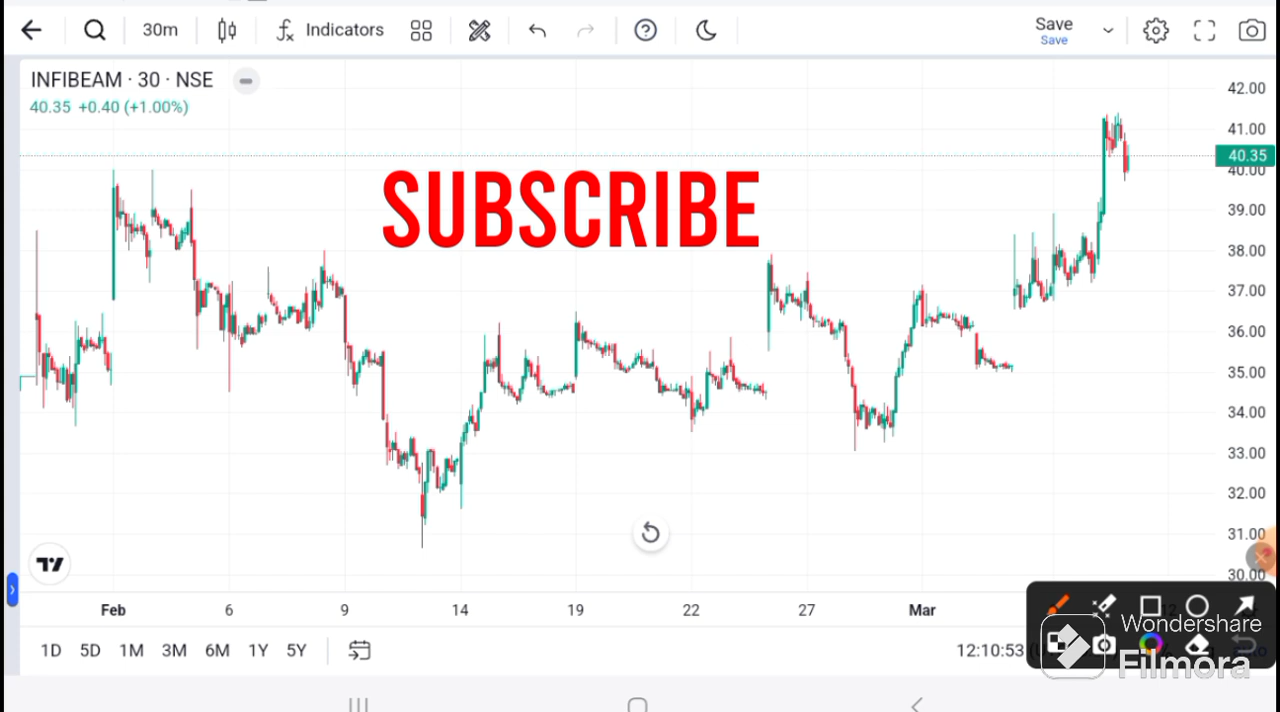 30m
Indicators
Save
Save
INFIBEAM · 30 · NSE
40.35 +0.40 (+1.00%)
42.00
41.00
40.35
40.00
39.00
38.00
37.00
36.00
35.00
34.00
33.00
32.00
31.00
30.00
SUBSCRIBE
Feb 6 9 14 19 22 27 Mar 12
1D 5D 1M 3M 6M 1Y 5Y
12:10:53
Wondershare
Filmora